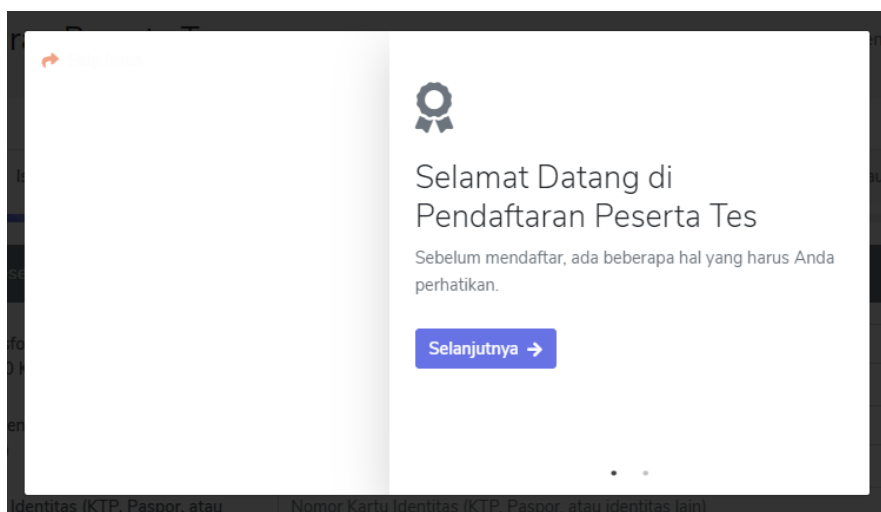 Selamat Datang di
Pendaftaran Peserta Tes
Sebelum mendaftar, ada beberapa hal yang harus Anda
perhatikan.
Selanjutnya
Identitas (KTP, Paspor, atau
Nomor Kartu Identitas (KTP, Paspor, atau identitas lain)